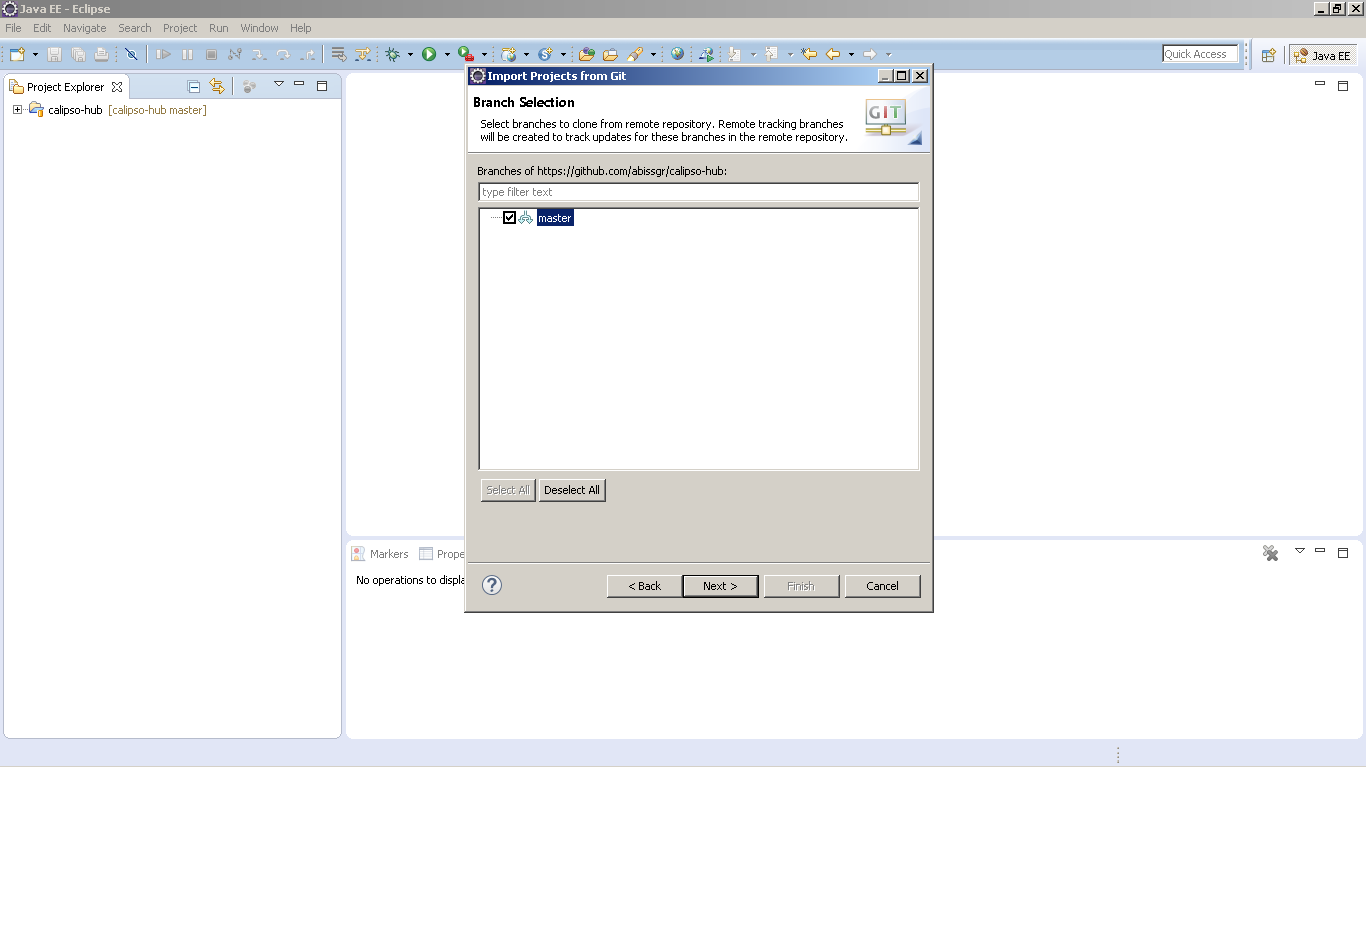 Java EE - Eclipse
File Edit Navigate Search Project Run Window Help
Quick Access
Java EE
Project Explorer
calipso-hub [calipso-hub master]
Import Projects from Git
Branch Selection
Select branches to clone from remote repository. Remote tracking branches
will be created to track updates for these branches in the remote repository.
GIT
Branches of https://github.com/abissgr/calipso-hub:
type filter text
master
Select All
Deselect All
Markers
Prope
No operations to displa
?
< Back
Next >
Finish
Cancel